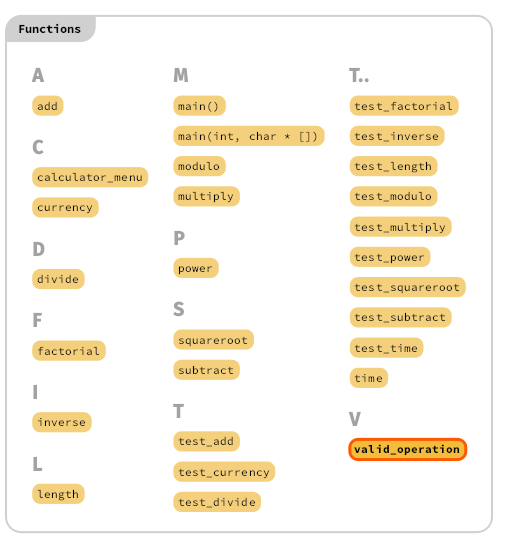 Functions
A
add
C
calculator_menu
currency
D
divide
F
factorial
I
inverse
L
length
M
main()
main(int, char * [])
modulo
multiply
P
power
S
squareroot
subtract
T
test_add
test_currency
test_divide
T..
test_factorial
test_inverse
test_length
test_modulo
test_multiply
test_power
test_squareroot
test_subtract
test_time
time
V
valid_operation